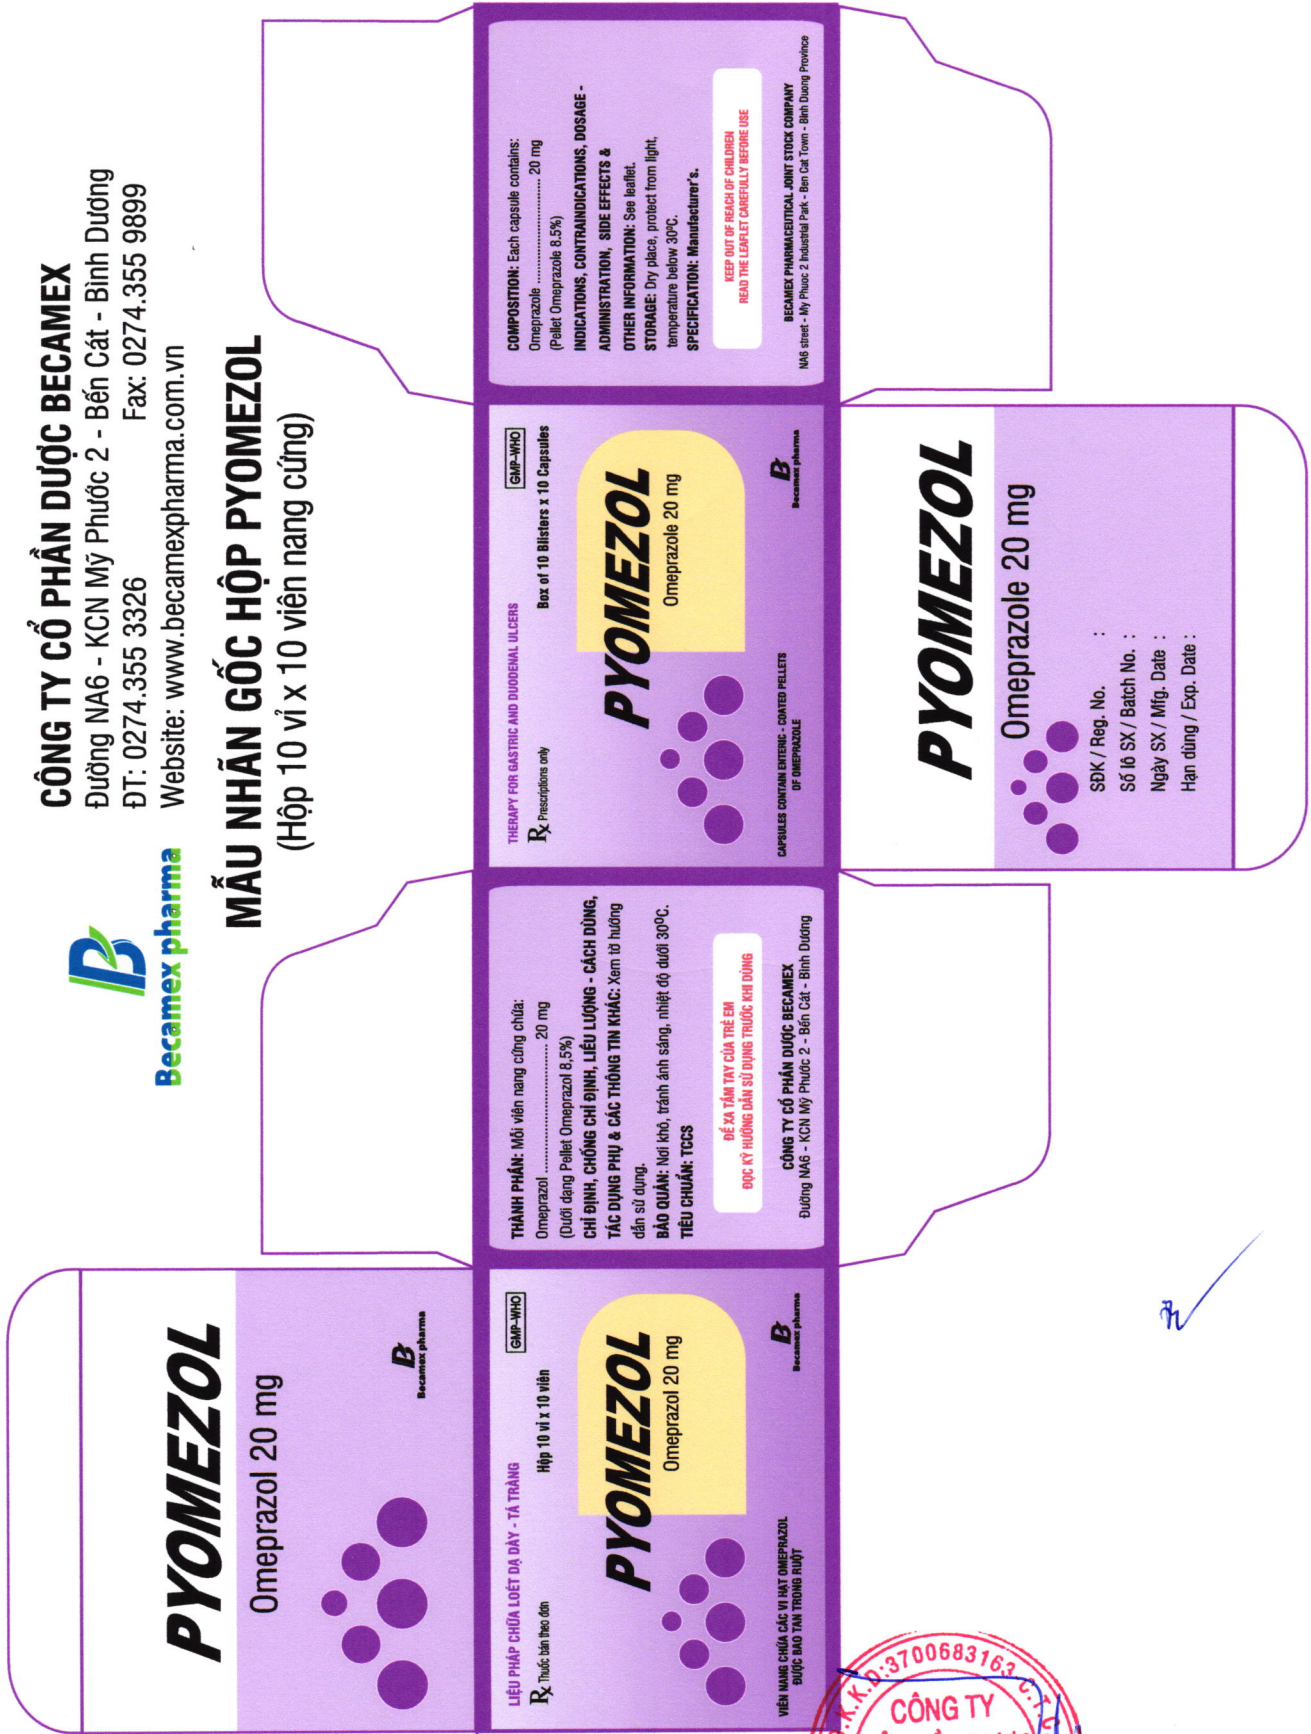 CÔNG TY CỔ PHẦN DƯỢC BECAMEX
Đường NA6 - KCN Mỹ Phước 2 - Bến Cát - Bình Dương
ĐT: 0274.355 3326 Fax: 0274.355 9899
Website: www.becamexpharma.com.vn
Becamex pharma
MẪU NHÃN GỐC HỘP PYOMEZOL
(Hộp 10 vỉ x 10 viên nang cứng)
PYOMEZOL
Omeprazol 20 mg
B
Becamex pharma
LIỆU PHÁP CHỮA LOÉT DẠ DÀY - TÁ TRÀNG
GMP-WHO
Rx Thuốc bán theo đơn
Hộp 10 vỉ x 10 viên
PYOMEZOL
Omeprazol 20 mg
VIÊN NANG CHỨA CÁC VI HẠT OMEPRAZOL
ĐƯỢC BAO TAN TRONG RUỘT
B
Becamex pharma
THÀNH PHẦN: Mỗi viên nang cứng chứa:
Omeprazol ................................ 20 mg
(Dưới dạng Pellet Omeprazol 8,5%)
CHỈ ĐỊNH, CHỐNG CHỈ ĐỊNH, LIỀU LƯỢNG - CÁCH DÙNG,
TÁC DỤNG PHỤ & CÁC THÔNG TIN KHÁC: Xem tờ hướng
dẫn sử dụng.
BẢO QUẢN: Nơi khô, tránh ánh sáng, nhiệt độ dưới 30ºC.
TIÊU CHUẨN: TCCS
ĐỂ XA TẦM TAY CỦA TRẺ EM
ĐỌC KỸ HƯỚNG DẪN SỬ DỤNG TRƯỚC KHI DÙNG
CÔNG TY CỔ PHẦN DƯỢC BECAMEX
Đường NA6 - KCN Mỹ Phước 2 - Bến Cát - Bình Dương
THERAPY FOR GASTRIC AND DUODENAL ULCERS
GMP-WHO
Rx Prescriptions only
Box of 10 Blisters x 10 Capsules
PYOMEZOL
Omeprazole 20 mg
CAPSULES CONTAIN ENTERIC - COATED PELLETS
OF OMEPRAZOLE
B
Becamex pharma
COMPOSITION: Each capsule contains:
Omeprazole ........................... 20 mg
(Pellet Omeprazole 8.5%)
INDICATIONS, CONTRAINDICATIONS, DOSAGE -
ADMINISTRATION, SIDE EFFECTS &
OTHER INFORMATION: See leaflet.
STORAGE: Dry place, protect from light,
temperature below 30ºC.
SPECIFICATION: Manufacturer's.
KEEP OUT OF REACH OF CHILDREN
READ THE LEAFLET CAREFULLY BEFORE USE
BECAMEX PHARMACEUTICAL JOINT STOCK COMPANY
NA6 street - My Phuoc 2 Industrial Park - Ben Cat Town - Binh Duong Province
PYOMEZOL
Omeprazole 20 mg
SĐK / Reg. No. :
Số lô SX / Batch No. :
Ngày SX / Mfg. Date :
Hạn dùng / Exp. Date :
K.K.D:3700683163
CÔNG TY